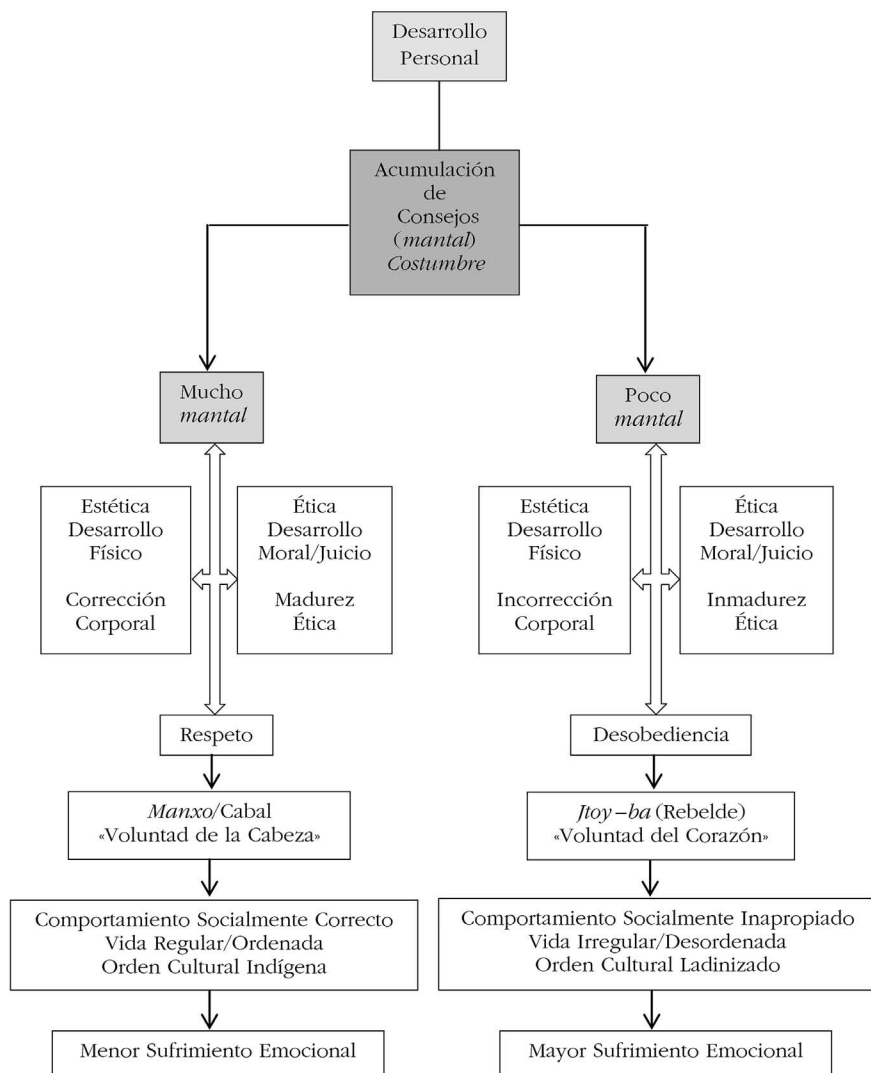 Desarrollo
Personal
Acumulación
de
Consejos
(mantal)
Costumbre
Mucho
mantal
Poco
mantal
Estética
Desarrollo
Físico
Corrección
Corporal
Ética
Desarrollo
Moral/Juicio
Madurez
Ética
Estética
Desarrollo
Físico
Incorrección
Corporal
Ética
Desarrollo
Moral/Juicio
Inmadurez
Ética
Respeto
Desobediencia
Manxo/Cabal
«Voluntad de la Cabeza»
Jtoy–ba (Rebelde)
«Voluntad del Corazón»
Comportamiento Socialmente Correcto
Vida Regular/Ordenada
Orden Cultural Indígena
Comportamiento Socialmente Inapropiado
Vida Irregular/Desordenada
Orden Cultural Ladinizado
Menor Sufrimiento Emocional
Mayor Sufrimiento Emocional